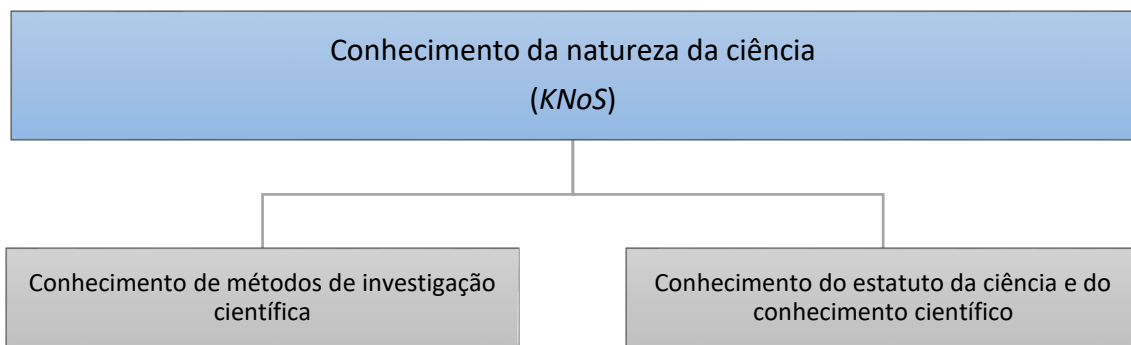 Conhecimento da natureza da ciência
(KNoS)
Conhecimento de métodos de investigação
científica
Conhecimento do estatuto da ciência e do
conhecimento científico